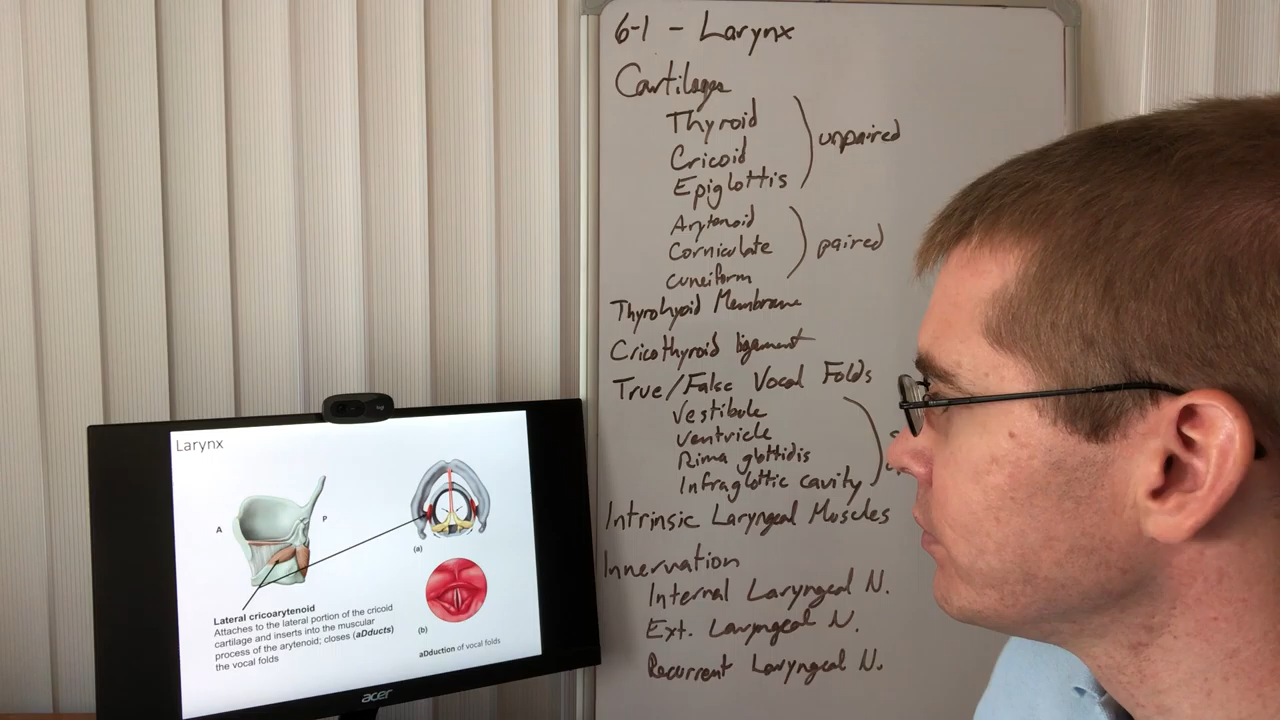 6-1 - Larynx
Cartilages
Thyroid
Cricoid
Epiglottis
unpaired
Arytenoid
Corniculate
cuneiform
paired
Thyrohyoid Membrane
Cricothyroid ligament
True/False Vocal Folds
Vestibule
Ventricle
Rima glottidis
Infraglottic cavity
Intrinsic Laryngeal Muscles
Innervation
Internal Laryngeal N.
Ext. Laryngeal N.
Recurrent Laryngeal N.
Larynx
A
P
(a)
(b)
Lateral cricoarytenoid
Attaches to the lateral portion of the cricoid
cartilage and inserts into the muscular
process of the arytenoid; closes (aDducts)
the vocal folds
aDduction of vocal folds
acer